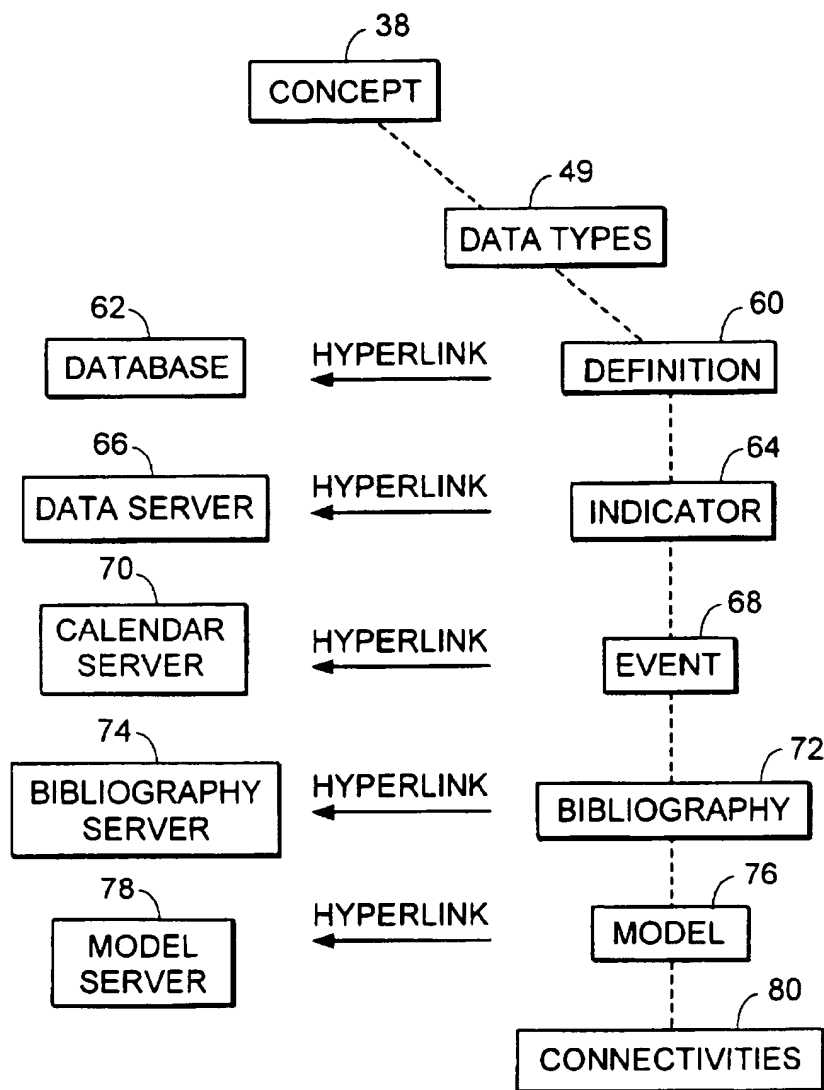 38
CONCEPT
49
DATA TYPES
62
60
DATABASE
HYPERLINK
DEFINITION
66
64
DATA SERVER
HYPERLINK
INDICATOR
70
68
CALENDAR
SERVER
HYPERLINK
EVENT
74
72
BIBLIOGRAPHY
SERVER
HYPERLINK
BIBLIOGRAPHY
78
76
MODEL
SERVER
HYPERLINK
MODEL
80
CONNECTIVITIES